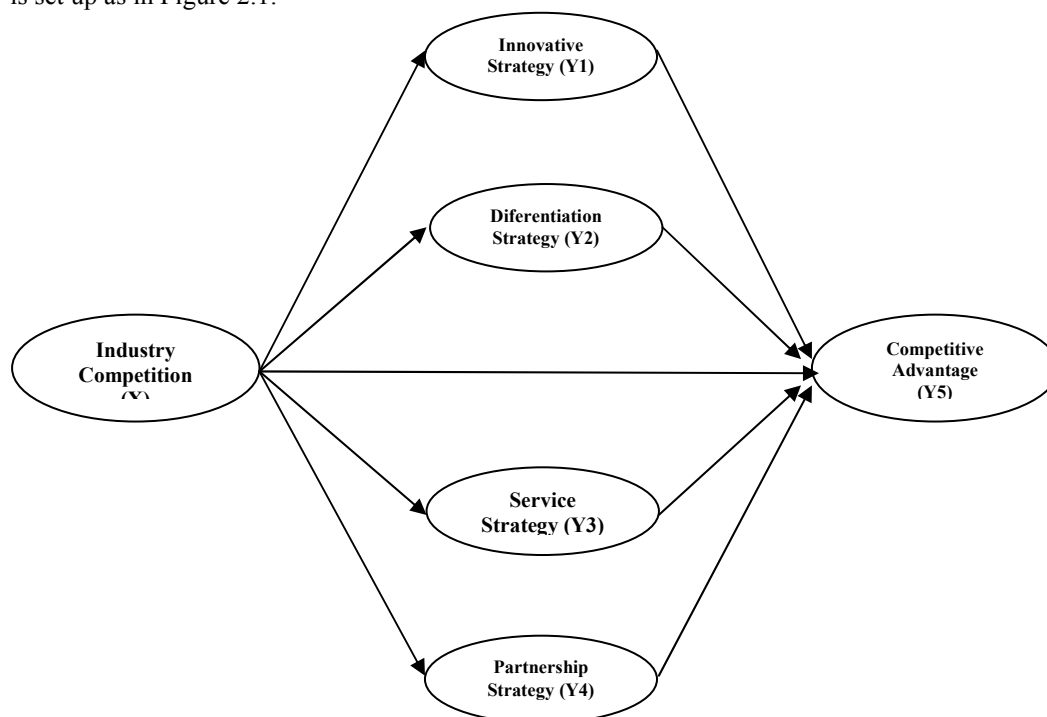 is set up as in Figure 2.1.
Innovative
Strategy (Y1)
Diferentiation
Strategy (Y2)
Industry
Competition
(X)
Competitive
Advantage
(Y5)
Service
Strategy (Y3)
Partnership
Strategy (Y4)